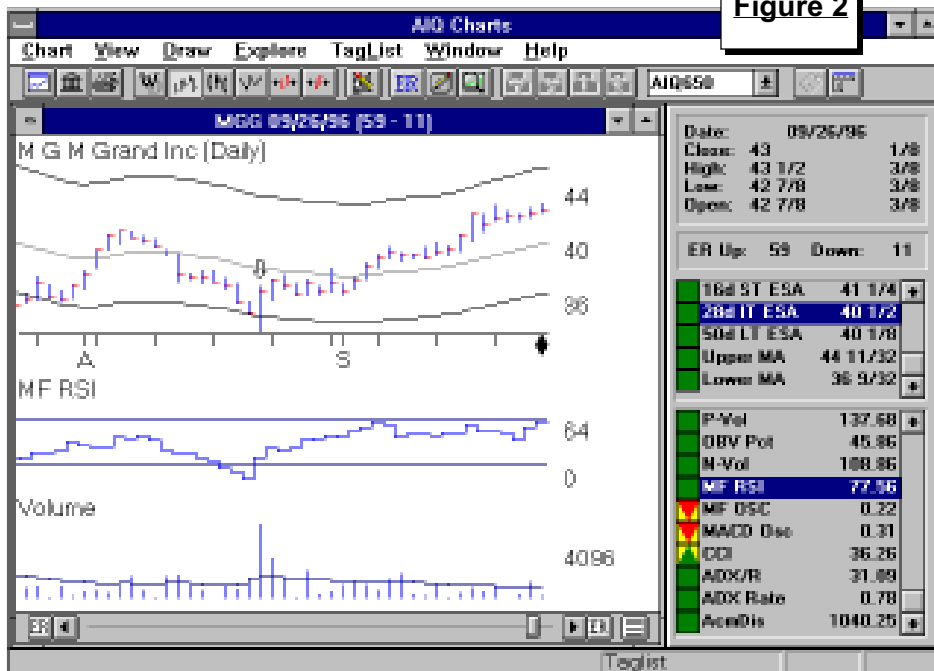 Figure 2
AIQ Charts
Chart View Draw Explore TagList Window Help
AIQ650
MGG 09/26/96 (59 - 11)
M G M Grand Inc (Daily)
44
40
36
A S
MF RSI
64
0
Volume
4096
Date: 09/26/96
Close: 43 1/8
High: 43 1/2 3/8
Low: 42 7/8 3/8
Open: 42 7/8 3/8
ER Up: 59 Down: 11
16d ST ESA 41 1/4
28d IT ESA 40 1/2
50d LT ESA 40 1/8
Upper MA 44 11/32
Lower MA 36 9/32
P-Vol 137.68
OBV Pct 45.86
N-Vol 108.86
MF RSI 77.56
MF OSC 0.22
MACD Osc 0.31
CCI 36.26
ADX/R 31.09
ADX Rate 0.78
AcmDis 1040.25
ER ER
Taglist